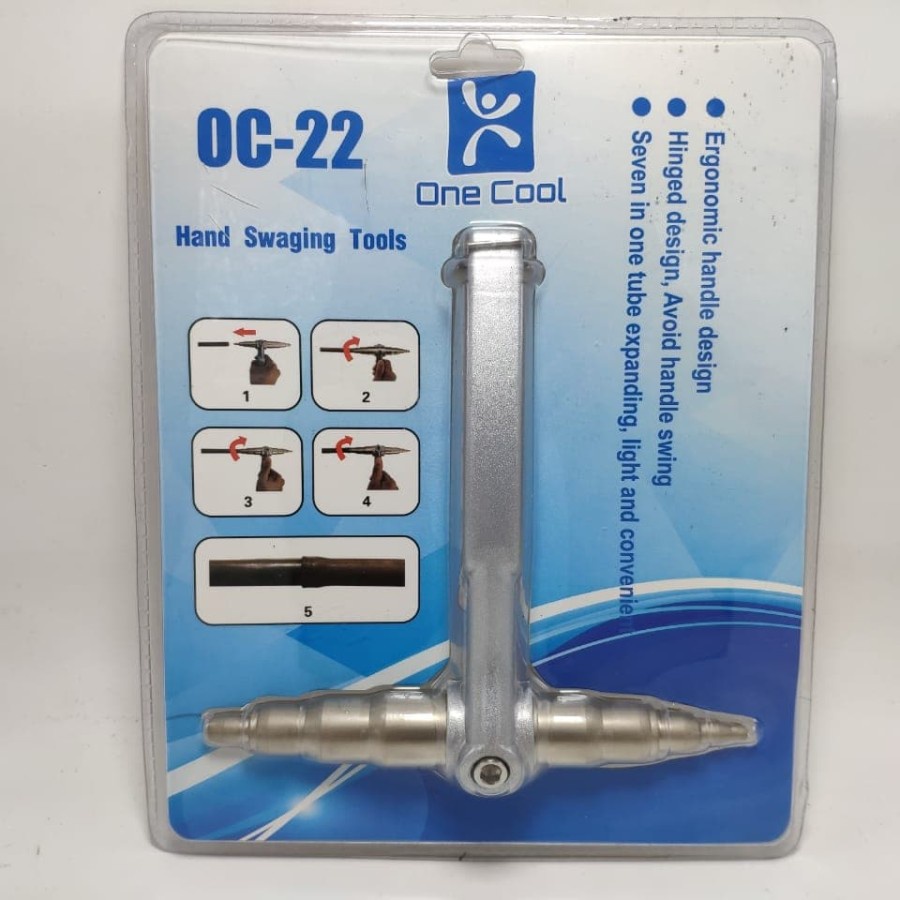 OC-22
One Cool
Hand Swaging Tools
Ergonomic handle design
Hinged design, Avoid handle swing
Seven in one tube expanding, light and convenie
1
2
3
4
5